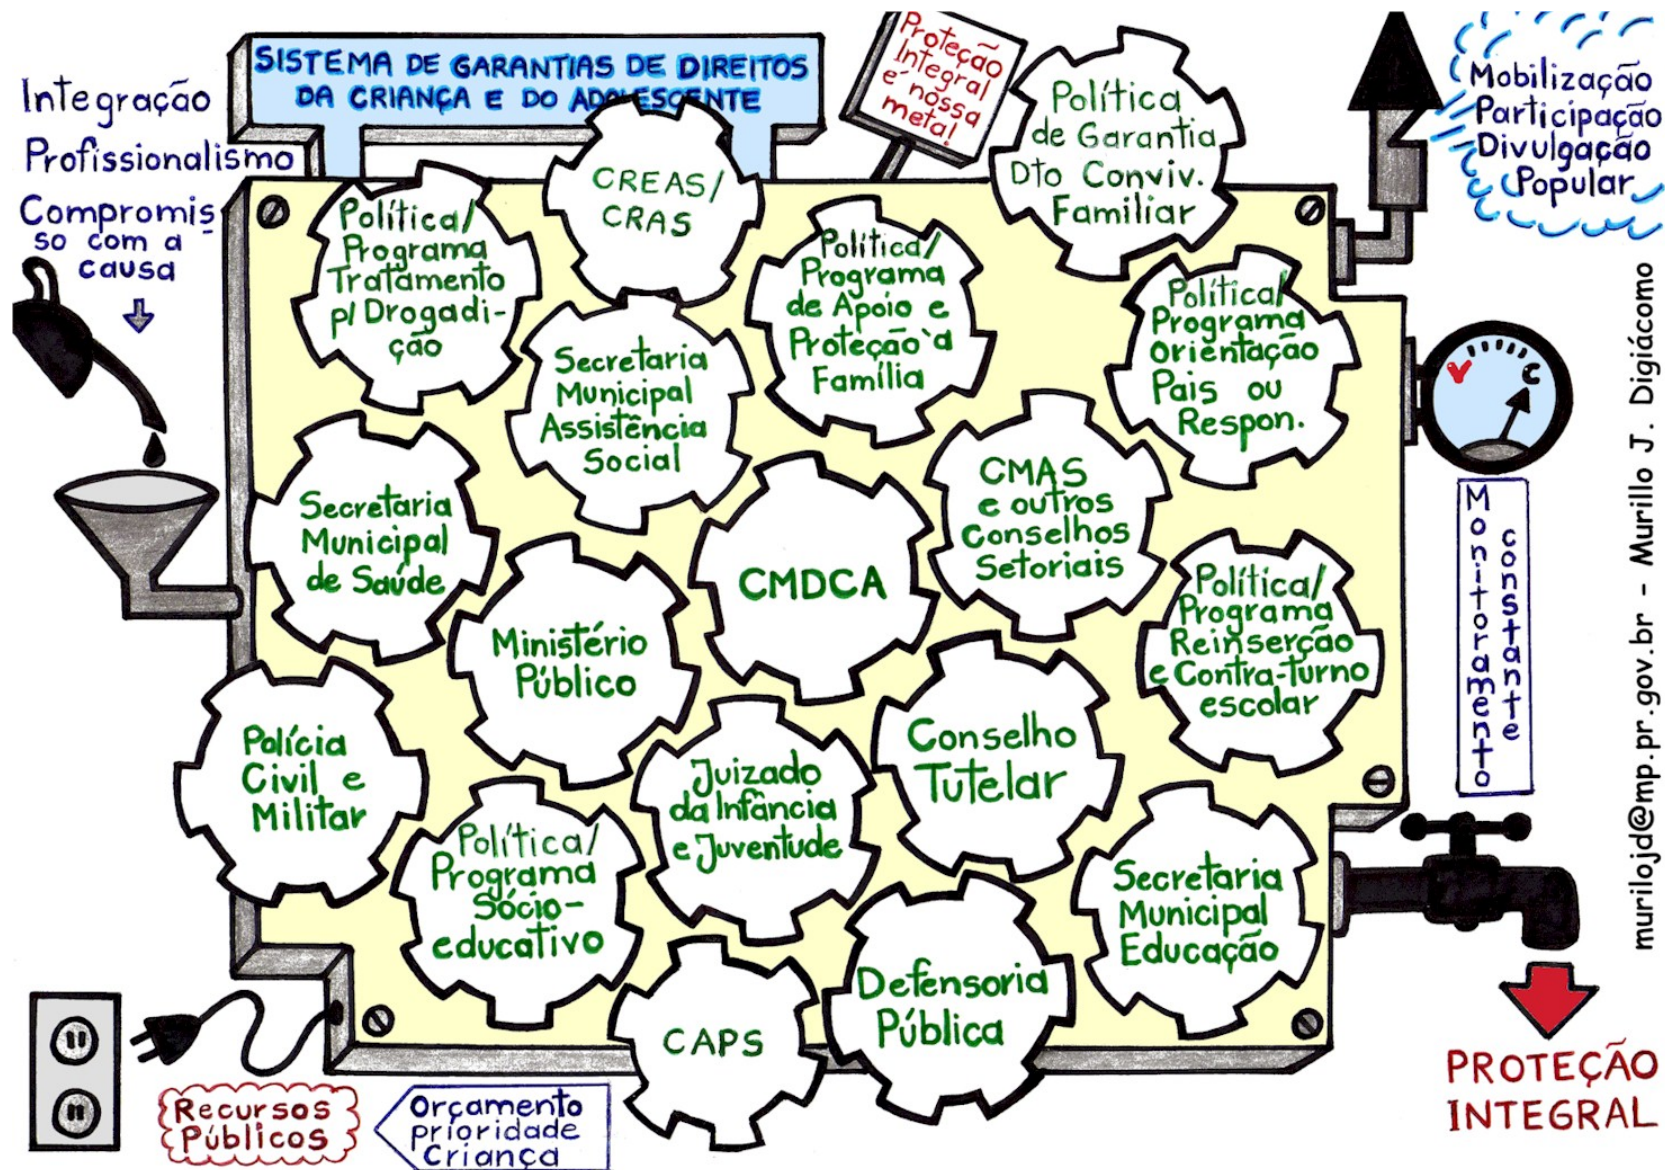 SISTEMA DE GARANTIAS DE DIREITOS
DA CRIANÇA E DO ADOLESCENTE
Integração
Profissionalismo
Compromis
so com a
causa
Proteção
Integral
é nossa
meta!
Mobilização
Participação
Divulgação
Popular
Política
de Garantia
Dto Conviv.
Familiar
CREAS/
CRAS
Política/
Programa
Tratamento
p/ Drogadi-
ção
Política/
Programa
de Apoio e
Proteção à
Família
Política/
Programa
Orientação
Pais ou
Respon.
Secretaria
Municipal
Assistência
Social
V C
CMAS
e outros
Conselhos
Setoriais
Secretaria
Municipal
de Saúde
CMDCA
Monitoramento
constante
Ministério
Público
Política/
Programa
Reinserção
e Contra-turno
escolar
Polícia
Civil e
Militar
Juizado
da Infância
e Juventude
Conselho
Tutelar
Política/
Programa
Sócio-
educativo
Secretaria
Municipal
Educação
Defensoria
Pública
CAPS
Recursos
Públicos
Orçamento
prioridade
Criança
PROTEÇÃO
INTEGRAL
murilojd@mp.pr.gov.br - Murillo J. Digiácomo